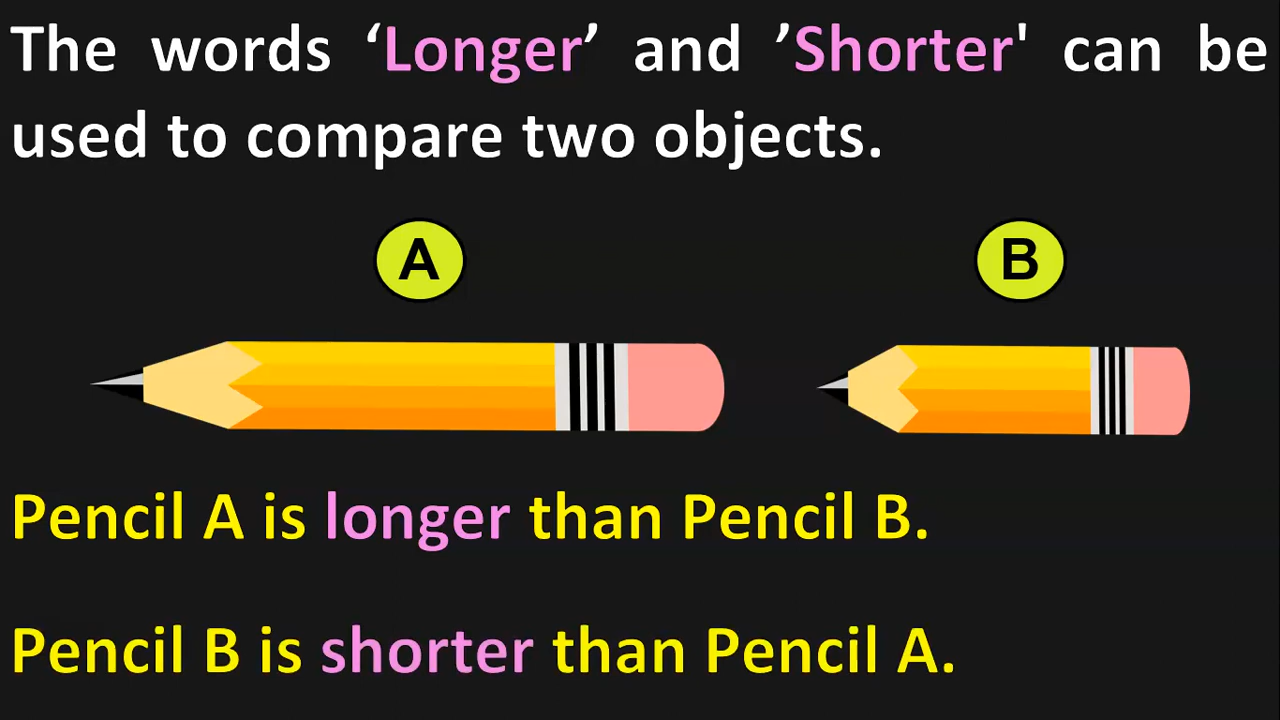 The words ‘Longer’ and ’Shorter' can be
used to compare two objects.
A
B
Pencil A is longer than Pencil B.
Pencil B is shorter than Pencil A.